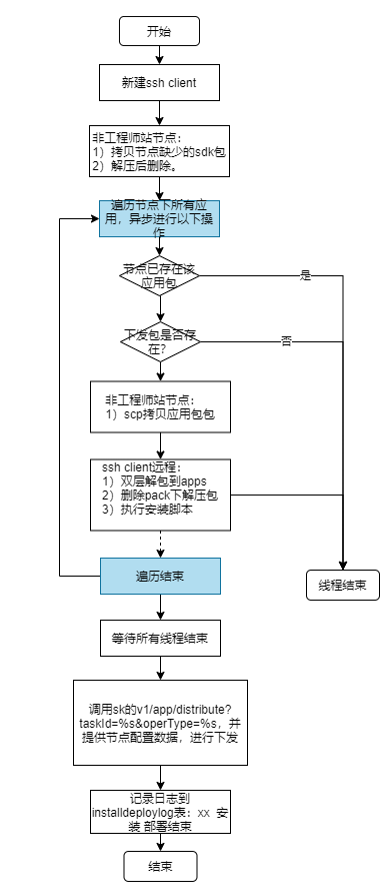 开始
新建ssh client
非工程师站节点：
1）拷贝节点缺少的sdk包
2）解压后删除。
遍历节点下所有应
用，异步进行以下操
作
节点已存在该
应用包
是
下发包是否存
在？
否
非工程师站节点：
1）scp拷贝应用包包
ssh client远程：
1）双层解包到apps
2）删除pack下解压包
3）执行安装脚本
遍历结束
线程结束
等待所有线程结束
调用sk的v1/app/distribute?
taskId=%s&operType=%s，并
提供节点配置数据，进行下发
记录日志到
installdeploylog表：xx 安
装 部署结束
结束